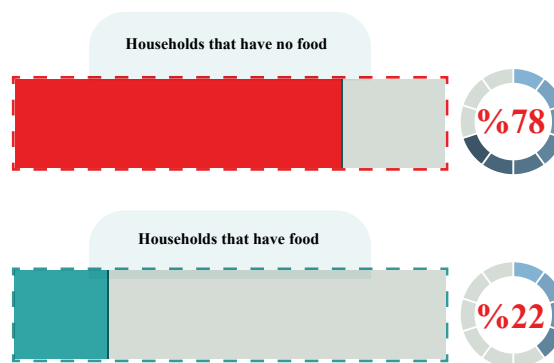 Households that have no food
%78
Households that have food
%22